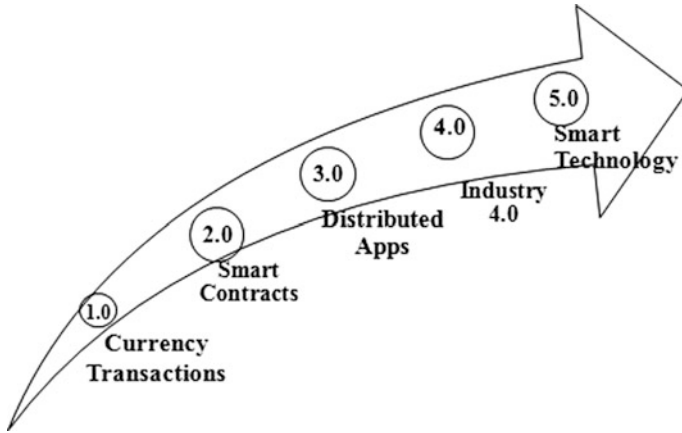 1.0
Currency
Transactions
2.0
Smart
Contracts
3.0
Distributed
Apps
4.0
Industry
4.0
5.0
Smart
Technology